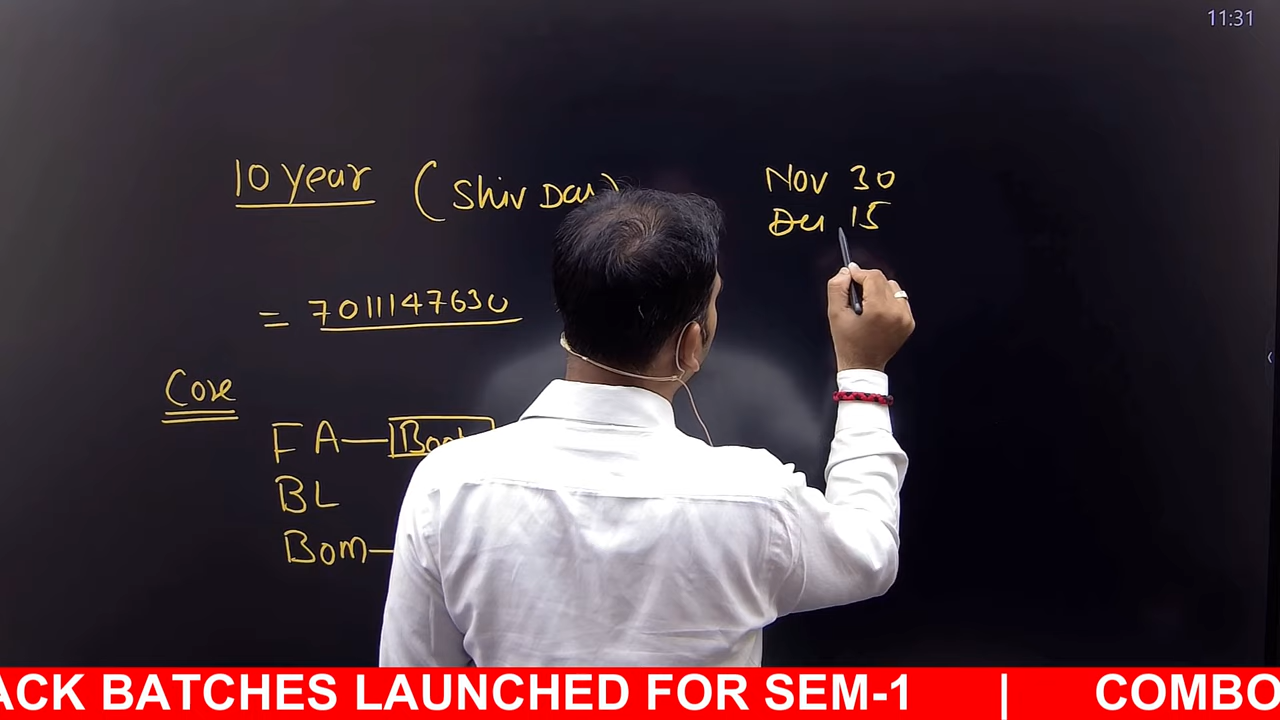 11:31
10 year (Shiv Das)
Nov 30
Dec 15
= 7011147630
Core
FA — Book
BL
Bom —
ACK BATCHES LAUNCHED FOR SEM-1 | COMBO